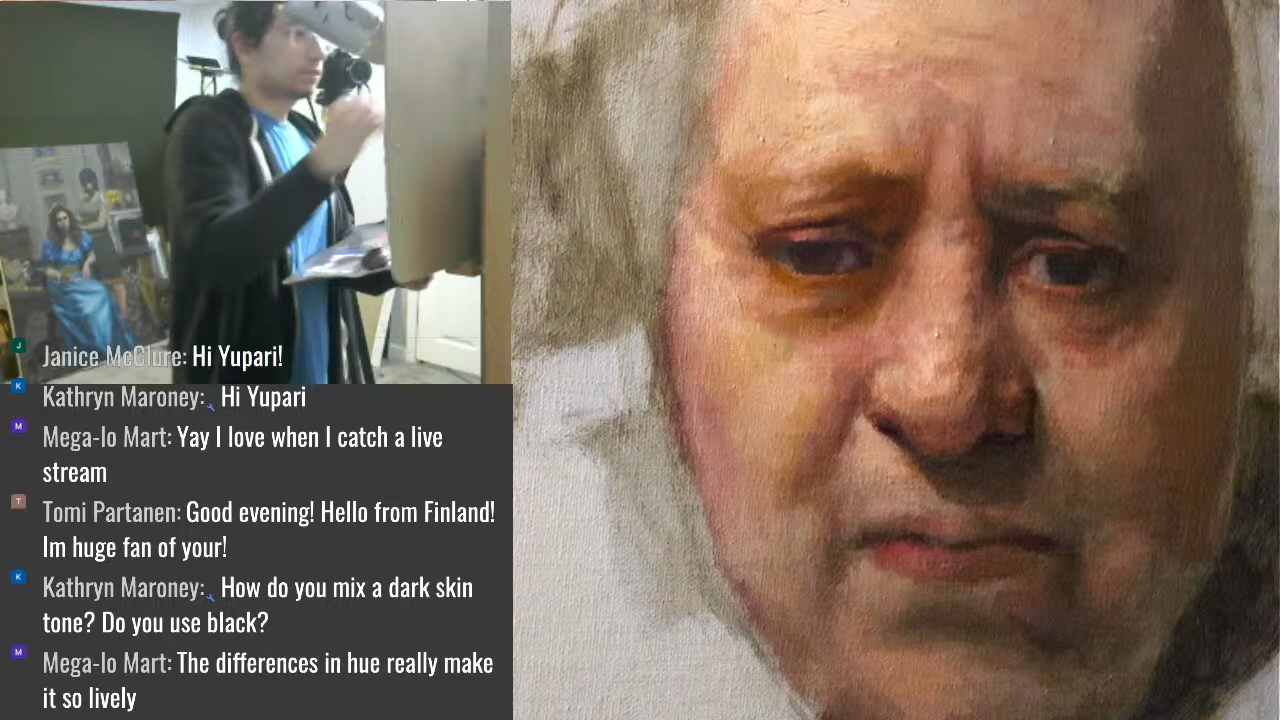 J Janice McClure: Hi Yupari!
K Kathryn Maroney: Hi Yupari
M Mega-lo Mart: Yay I love when I catch a live
stream
T Tomi Partanen: Good evening! Hello from Finland!
Im huge fan of your!
K Kathryn Maroney: How do you mix a dark skin
tone? Do you use black?
M Mega-lo Mart: The differences in hue really make
it so lively